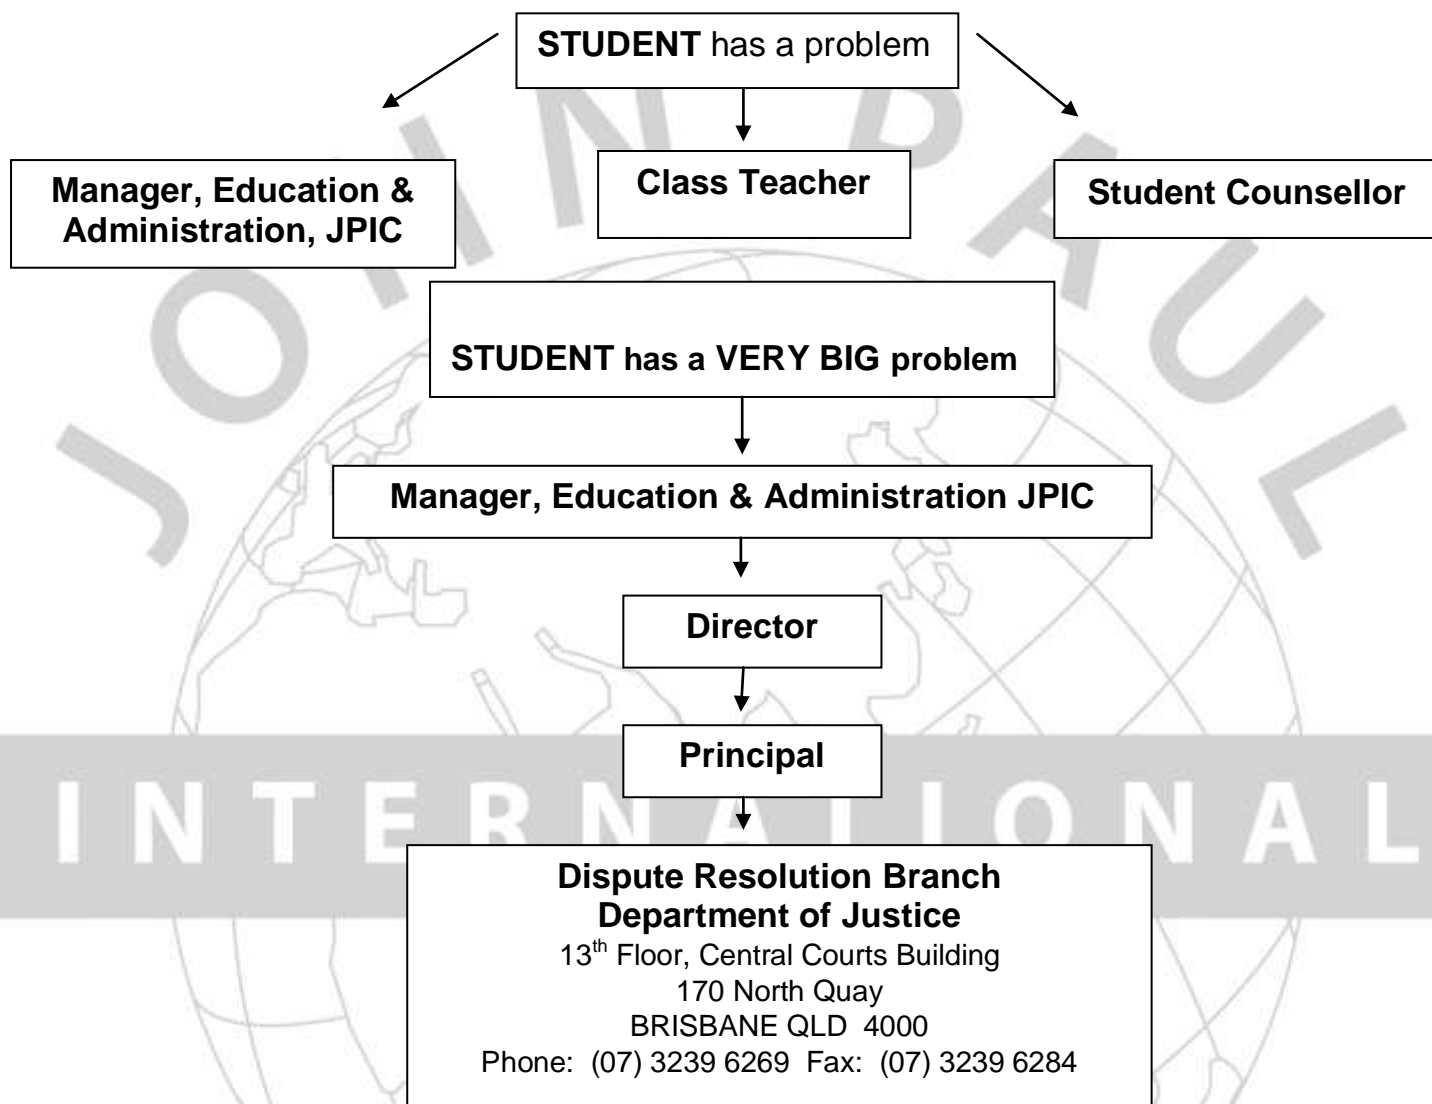 STUDENT has a problem
Manager, Education &
Administration, JPIC
Class Teacher
Student Counsellor
STUDENT has a VERY BIG problem
Manager, Education & Administration JPIC
Director
Principal
Dispute Resolution Branch
Department of Justice
13th Floor, Central Courts Building
170 North Quay
BRISBANE QLD 4000
Phone: (07) 3239 6269 Fax: (07) 3239 6284
JOHN PAUL
INTERNATIONAL